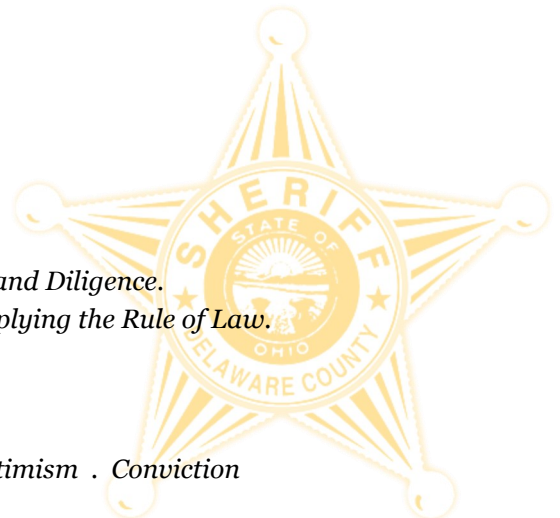 SHERIFF
STATE OF
OHIO
DELAWARE COUNTY
and Diligence.
plying the Rule of Law.
timism . Conviction